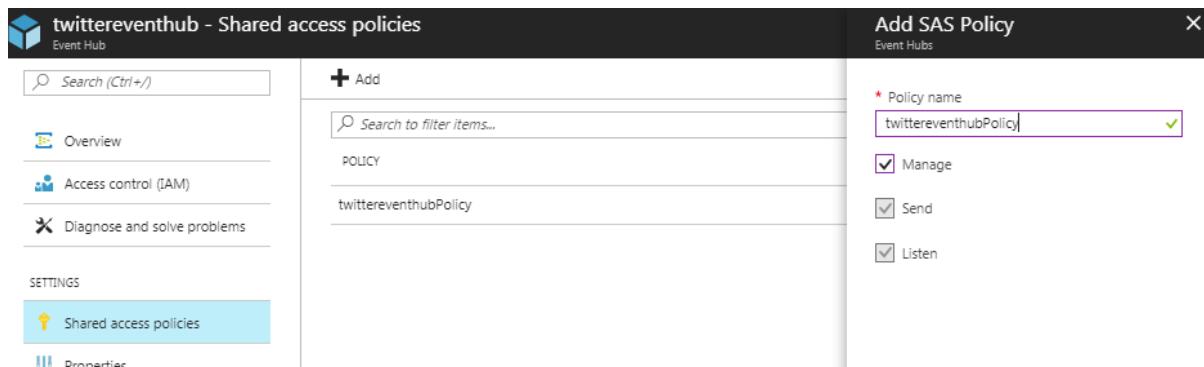 twittereventhub - Shared access policies
Event Hub
Search (Ctrl+/)
Overview
Access control (IAM)
Diagnose and solve problems
SETTINGS
Shared access policies
Properties
Add
Search to filter items...
POLICY
twittereventhubPolicy
Add SAS Policy
Event Hubs
* Policy name
twittereventhubPolicy
Manage
Send
Listen